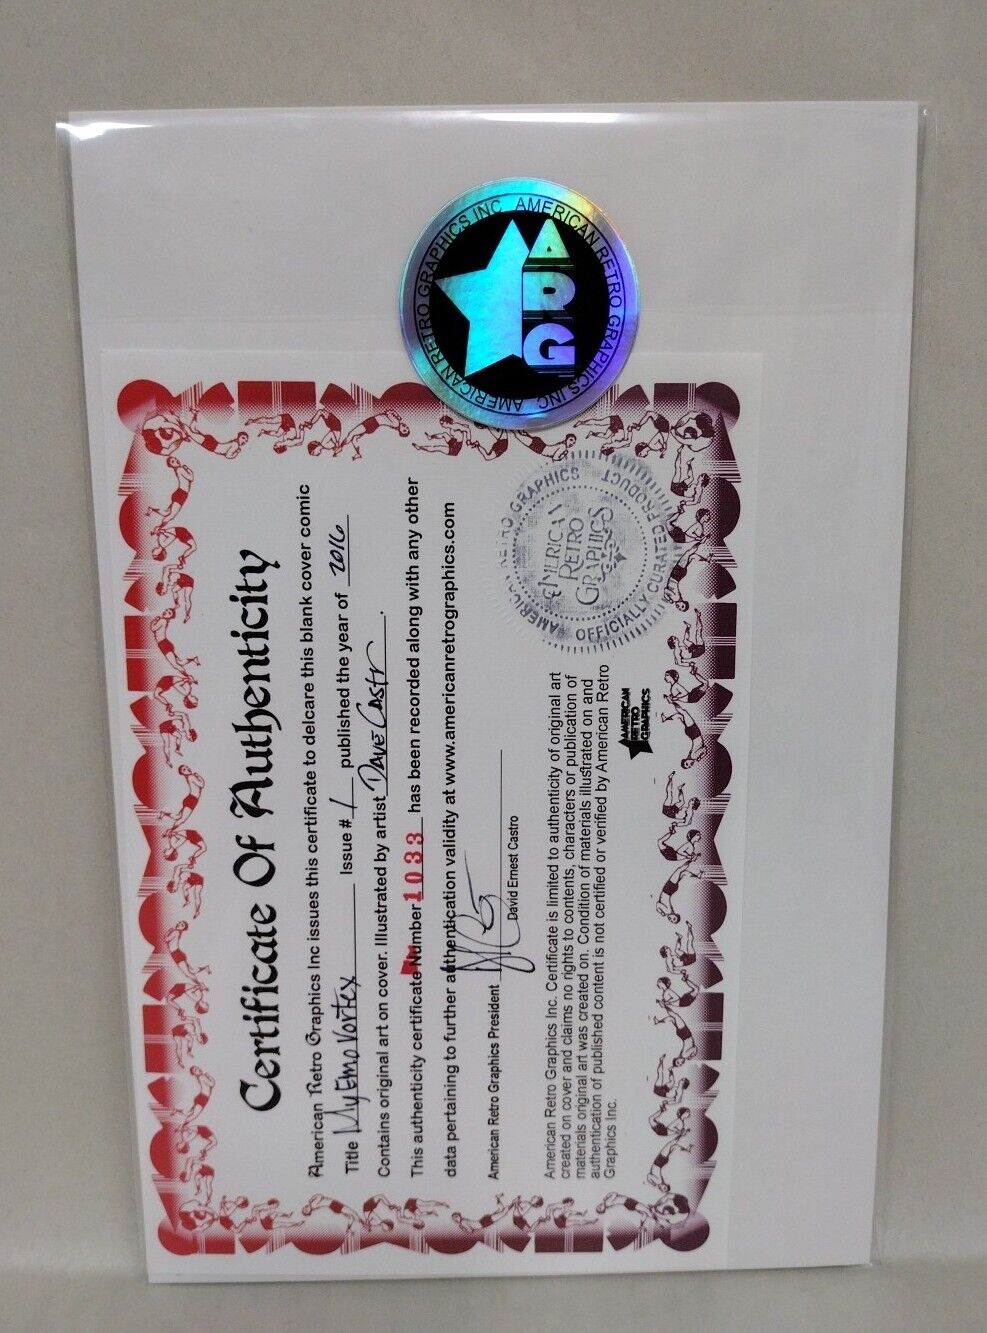 Certificate Of Authenticity
American Retro Graphics Inc issues this certificate to delcare this blank cover comic
Title My Emo Vortex Issue # 1 published the year of 2016
Contains original art on cover. Illustrated by artist Dave Castr.
This authenticity certificate Number 1033 has been recorded along with any other
data pertaining to further authentication validity at www.americanretrographics.com
American Retro Graphics President
David Ernest Castro
American Retro Graphics Inc. Certificate is limited to authenticity of original art
created on cover and claims no rights to contents, characters or publication of
materials original art was created on. Condition of materials illustrated on and
authentication of published content is not certified or verified by American Retro
Graphics Inc.
AMERICAN
RETRO
GRAPHICS
AMERICAN RETRO GRAPHICS
OFFICIALLY CURATED PRODUCT
AMERICAN
RETRO
GRAPHICS
AMERICAN RETRO GRAPHICS INC
AMERICAN RETRO GRAPHICS INC
ARG